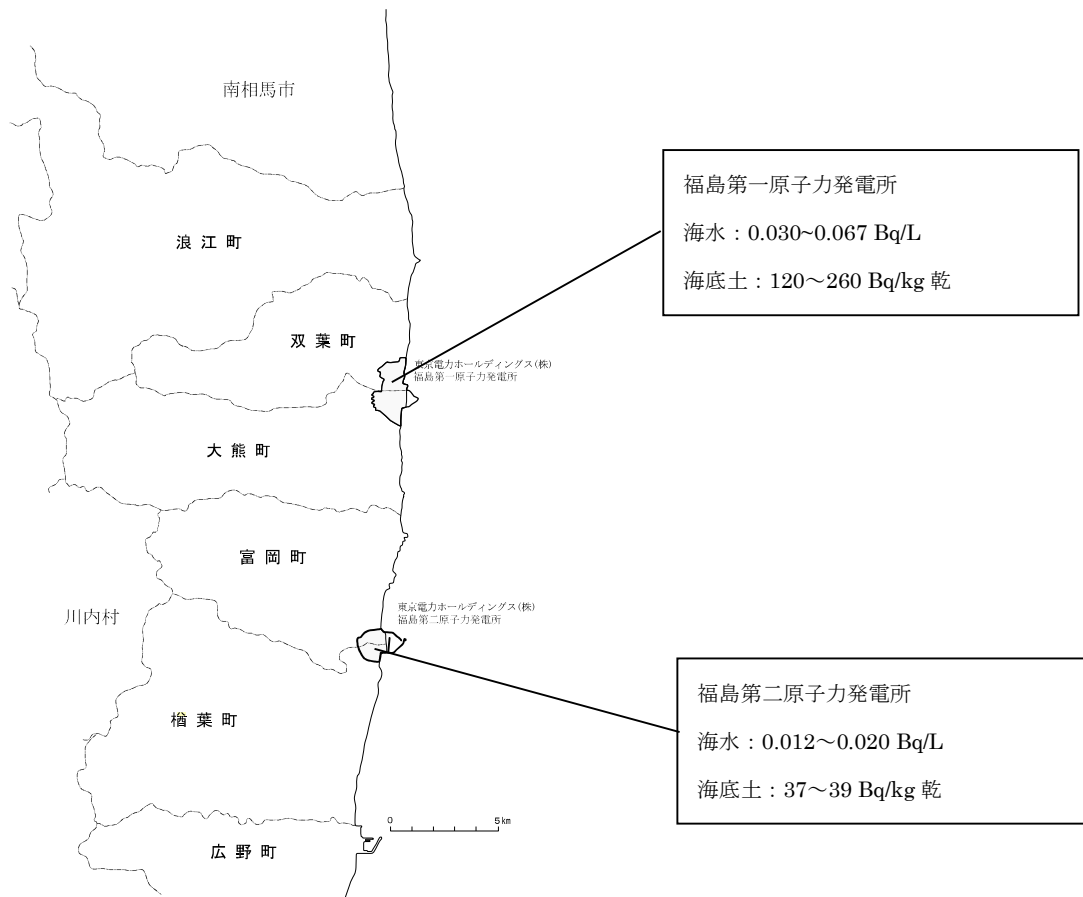 南相馬市
福島第一原子力発電所
海水：0.030~0.067 Bq/L
海底土：120～260 Bq/kg 乾
浪江町
双葉町
東京電力ホールディングス(株)
福島第一原子力発電所
大熊町
富岡町
東京電力ホールディングス(株)
福島第二原子力発電所
川内村
福島第二原子力発電所
海水：0.012～0.020 Bq/L
海底土：37～39 Bq/kg 乾
楢葉町
0 5km
広野町